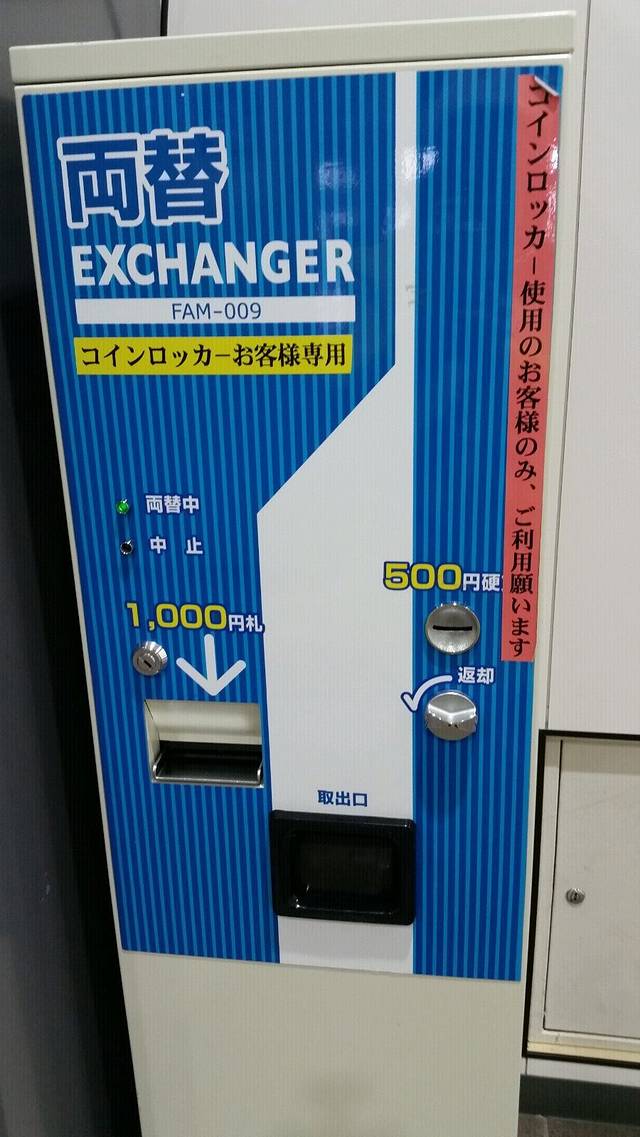 両替
EXCHANGER
FAM-009
コインロッカーお客様専用
コインロッカー使用のお客様のみ、ご利用願います
両替中
中 止
1,000円札
500円硬
返却
取出口